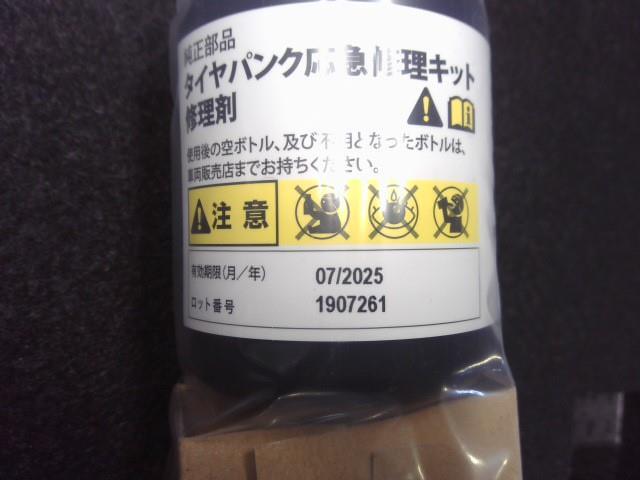 純正部品
タイヤパンク応急修理キット
修理剤
使用後の空ボトル、及び不用となったボトルは、
車両販売店までお持ちください。
注意
有効期限(月/年) 07/2025
ロット番号 1907261